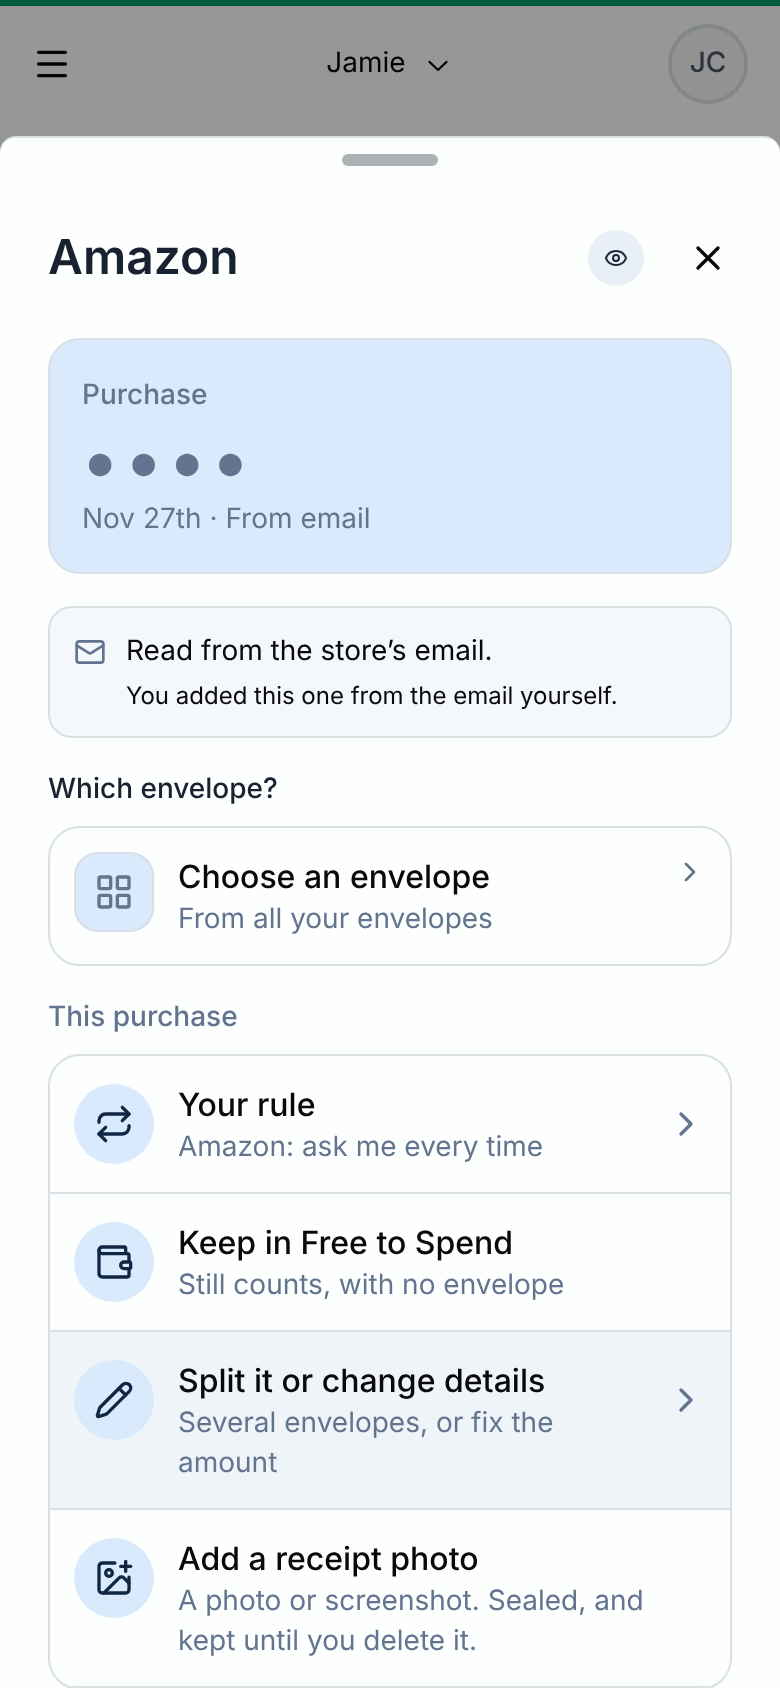 Jamie
JC
Amazon
Purchase
● ● ● ●
Nov 27th · From email
Read from the store’s email.
You added this one from the email yourself.
Which envelope?
Choose an envelope
From all your envelopes
This purchase
Your rule
Amazon: ask me every time
Keep in Free to Spend
Still counts, with no envelope
Split it or change details
Several envelopes, or fix the
amount
Add a receipt photo
A photo or screenshot. Sealed, and
kept until you delete it.